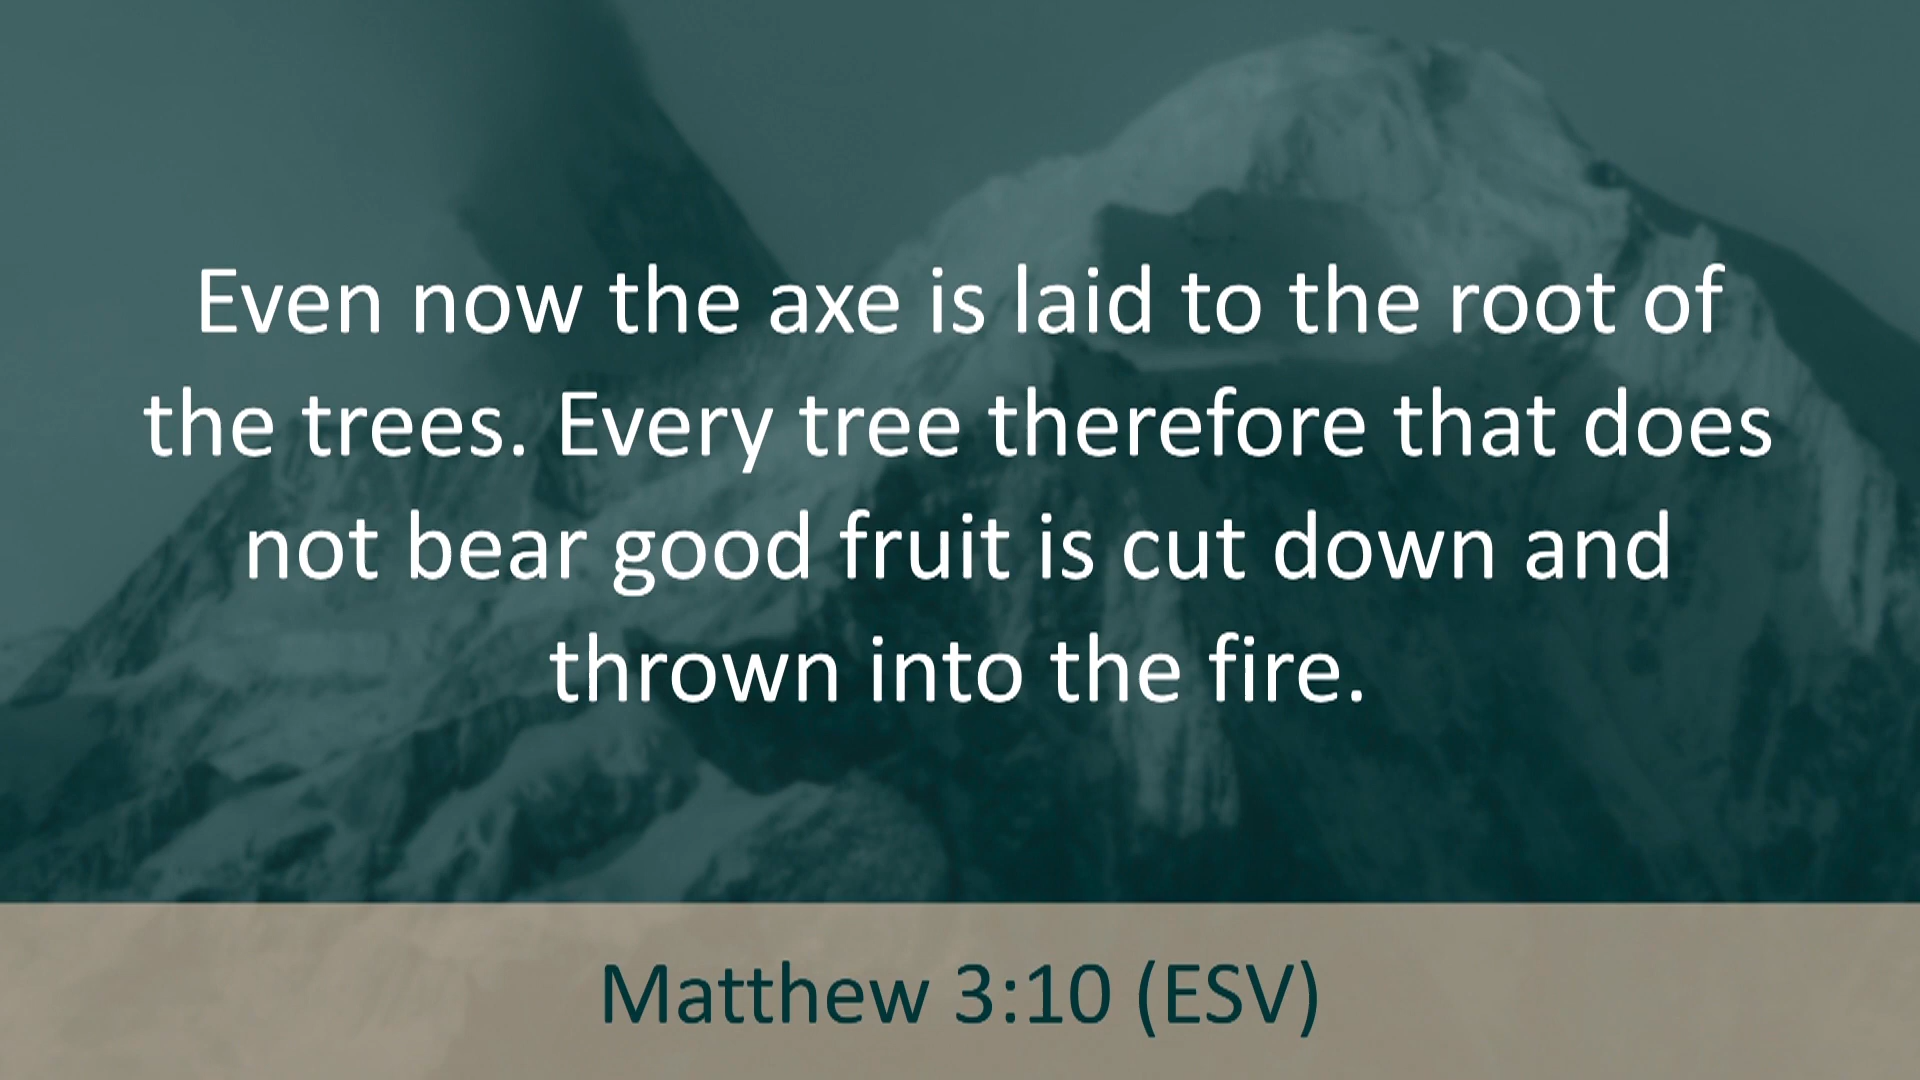 Even now the axe is laid to the root of
the trees. Every tree therefore that does
not bear good fruit is cut down and
thrown into the fire.
Matthew 3:10 (ESV)